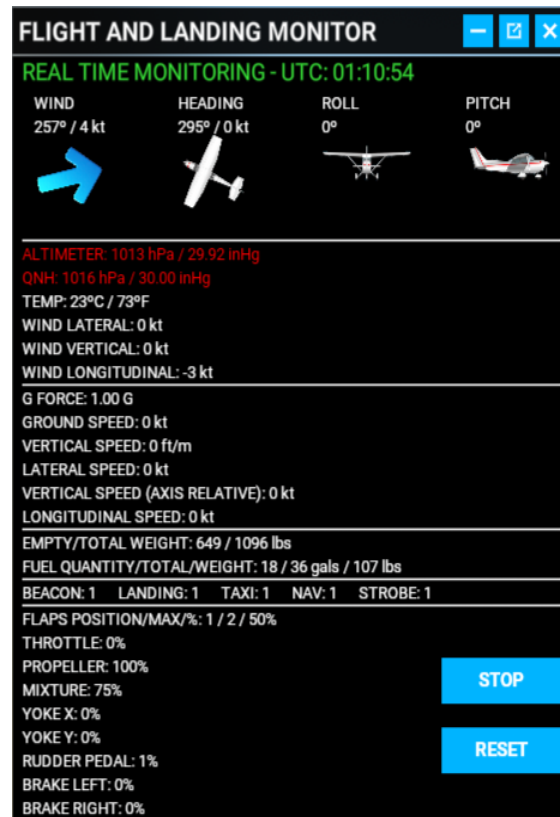 FLIGHT AND LANDING MONITOR
REAL TIME MONITORING - UTC: 01:10:54
WIND HEADING ROLL PITCH
257º / 4 kt 295º / 0 kt 0º 0º
ALTIMETER: 1013 hPa / 29.92 inHg
QNH: 1016 hPa / 30.00 inHg
TEMP: 23ºC / 73ºF
WIND LATERAL: 0 kt
WIND VERTICAL: 0 kt
WIND LONGITUDINAL: -3 kt
G FORCE: 1.00 G
GROUND SPEED: 0 kt
VERTICAL SPEED: 0 ft/m
LATERAL SPEED: 0 kt
VERTICAL SPEED (AXIS RELATIVE): 0 kt
LONGITUDINAL SPEED: 0 kt
EMPTY/TOTAL WEIGHT: 649 / 1096 lbs
FUEL QUANTITY/TOTAL/WEIGHT: 18 / 36 gals / 107 lbs
BEACON: 1 LANDING: 1 TAXI: 1 NAV: 1 STROBE: 1
FLAPS POSITION/MAX/%: 1 / 2 / 50%
THROTTLE: 0%
PROPELLER: 100%
MIXTURE: 75%
YOKE X: 0%
YOKE Y: 0%
RUDDER PEDAL: 1%
BRAKE LEFT: 0%
BRAKE RIGHT: 0%
STOP
RESET